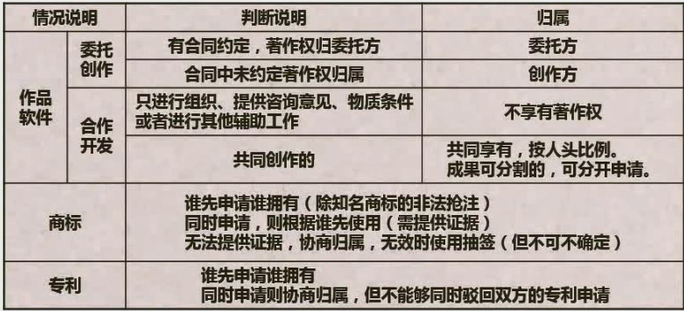 情况说明 判断说明 归属
作品
软件
委托
创作
有合同约定，著作权归委托方 委托方
合同中未约定著作权归属 创作方
合作
开发
只进行组织、提供咨询意见、物质条件
或者进行其他辅助工作
不享有著作权
共同创作的
共同享有，按人头比例。
成果可分割的，可分开申请。
商标
谁先申请谁拥有（除知名商标的非法抢注）
同时申请，则根据谁先使用（需提供证据）
无法提供证据，协商归属，无效时使用抽签（但不可不确定）
专利
谁先申请谁拥有
同时申请则协商归属，但不能够同时驳回双方的专利申请